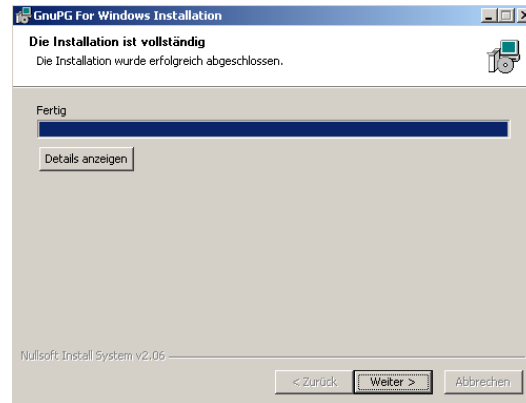 GnuPG For Windows Installation
Die Installation ist vollständig
Die Installation wurde erfolgreich abgeschlossen.
Fertig
Details anzeigen
Nullsoft Install System v2.06
< Zurück Weiter > Abbrechen